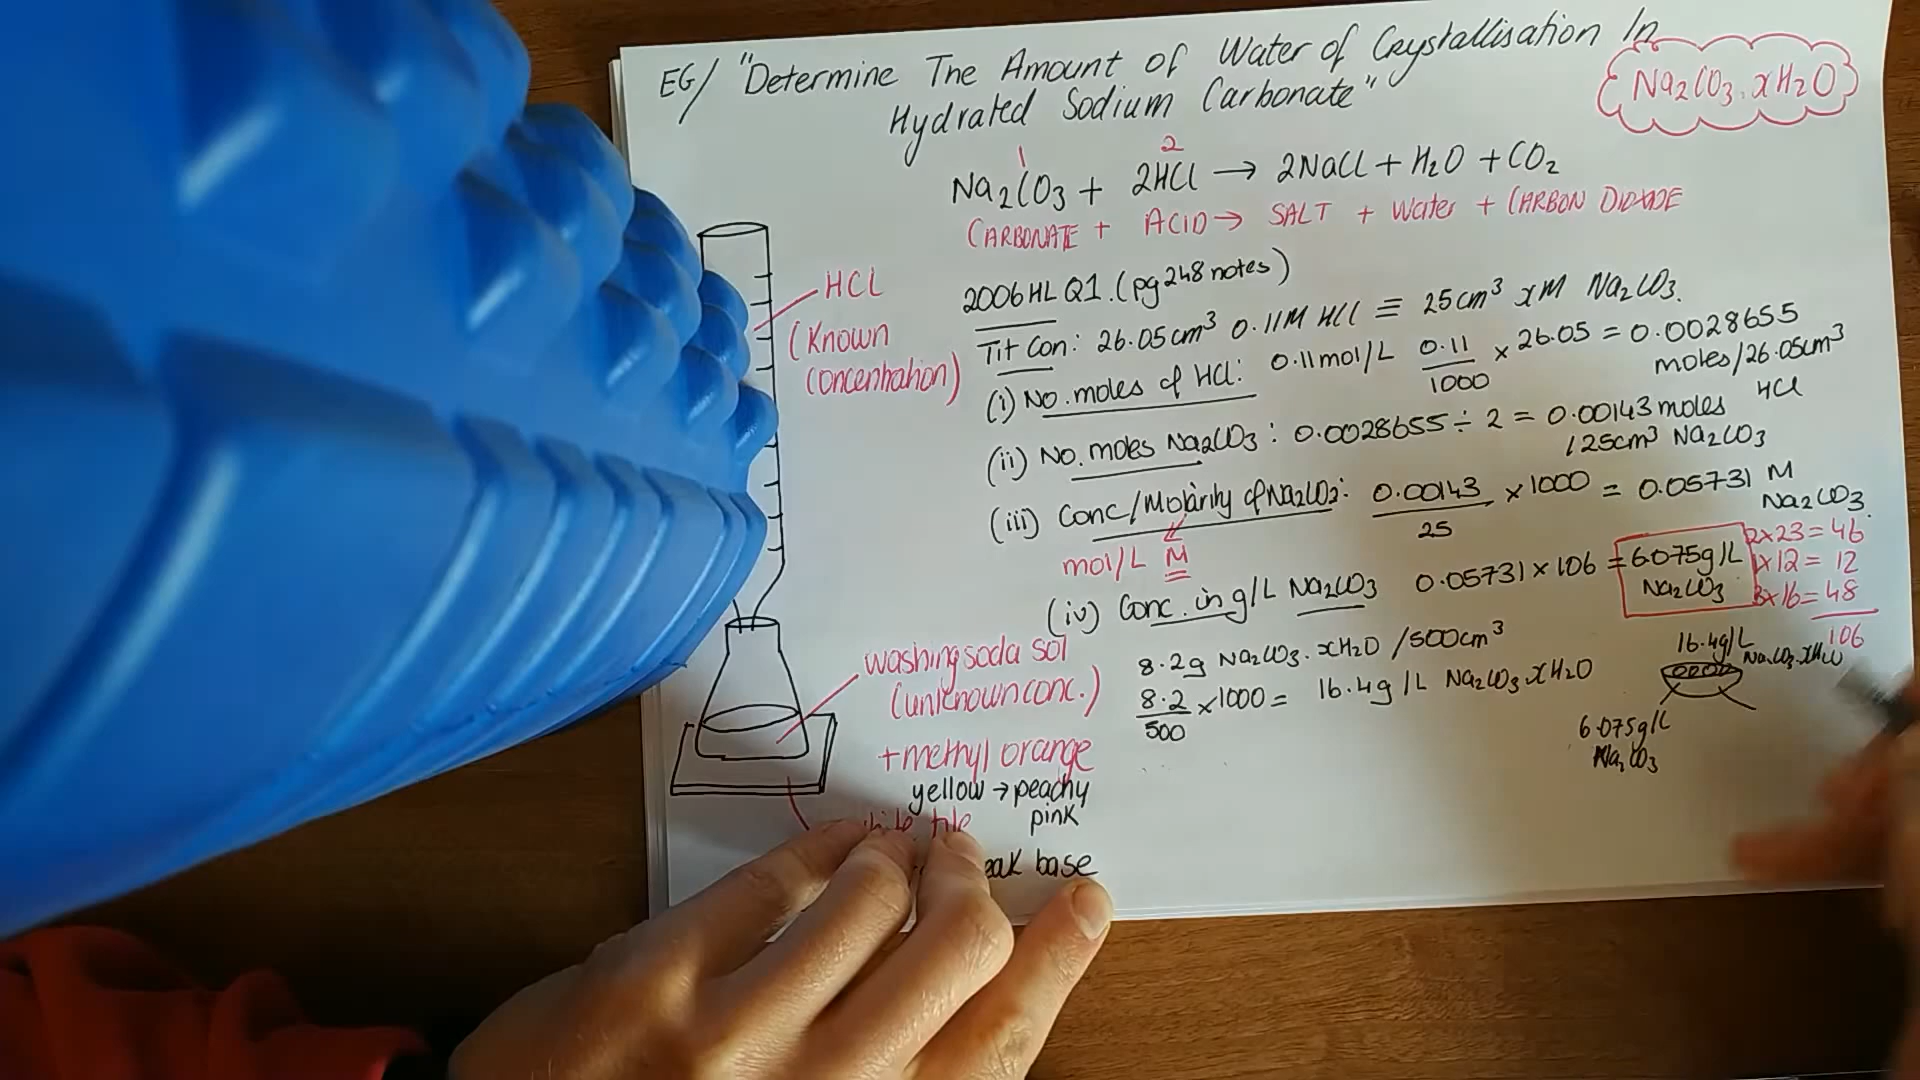 EG/ "Determine The Amount of Water of Crystallisation In
Hydrated Sodium Carbonate"
Na2CO3.xH2O
1 2
Na2CO3 + 2HCl → 2NaCl + H2O + CO2
CARBONATE + ACID → SALT + Water + CARBON DIOXIDE
2006 HL Q1. (pg 248 notes)
Tit Con: 26.05cm3 0.11M HCl ≡ 25cm3 xM Na2CO3.
(i) No. moles of HCl: 0.11mol/L 0.11/1000 × 26.05 = 0.0028655
moles/26.05cm3
HCl
(ii) No. moles Na2CO3: 0.0028655 ÷ 2 = 0.00143 moles
/25cm3 Na2CO3
(iii) Conc/Molarity of Na2CO2: 0.00143/25 × 1000 = 0.05731 M
Na2CO3.
mol/L M
(iv) Conc. in g/L Na2CO3 0.05731 × 106 = 6.075g/L
Na2CO3
2x23 = 46
1x12 = 12
3x16 = 48
106
8.2g Na2CO3.xH2O /500cm3
8.2/500 ×1000 = 16.4g/L Na2CO3.xH2O
16.4g/L
Na2CO3.xH2O
6.075g/L
Na2CO3
HCl
(Known
concentration)
washing soda sol
(unknown conc.)
+methyl orange
yellow → peachy
pink
tile
base